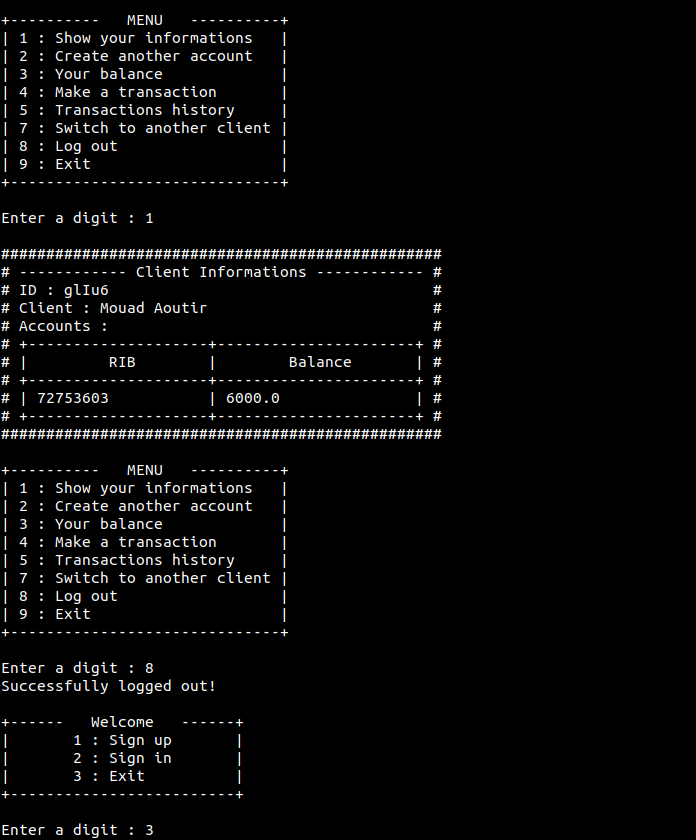 +----------   MENU   ----------+
| 1 : Show your informations   |
| 2 : Create another account   |
| 3 : Your balance             |
| 4 : Make a transaction       |
| 5 : Transactions history     |
| 7 : Switch to another client |
| 8 : Log out                  |
| 9 : Exit                     |
+------------------------------+
Enter a digit : 1
#################################################
# ------------ Client Informations ------------ #
# ID : glIu6                                    #
# Client : Mouad Aoutir                         #
# Accounts :                                    #
# +--------------------+----------------------+ #
# |         RIB        |        Balance       | #
# +--------------------+----------------------+ #
# | 72753603           | 6000.0               | #
# +--------------------+----------------------+ #
#################################################
+----------   MENU   ----------+
| 1 : Show your informations   |
| 2 : Create another account   |
| 3 : Your balance             |
| 4 : Make a transaction       |
| 5 : Transactions history     |
| 7 : Switch to another client |
| 8 : Log out                  |
| 9 : Exit                     |
+------------------------------+
Enter a digit : 8
Successfully logged out!
+------   Welcome   ------+
|       1 : Sign up       |
|       2 : Sign in       |
|       3 : Exit          |
+-------------------------+
Enter a digit : 3